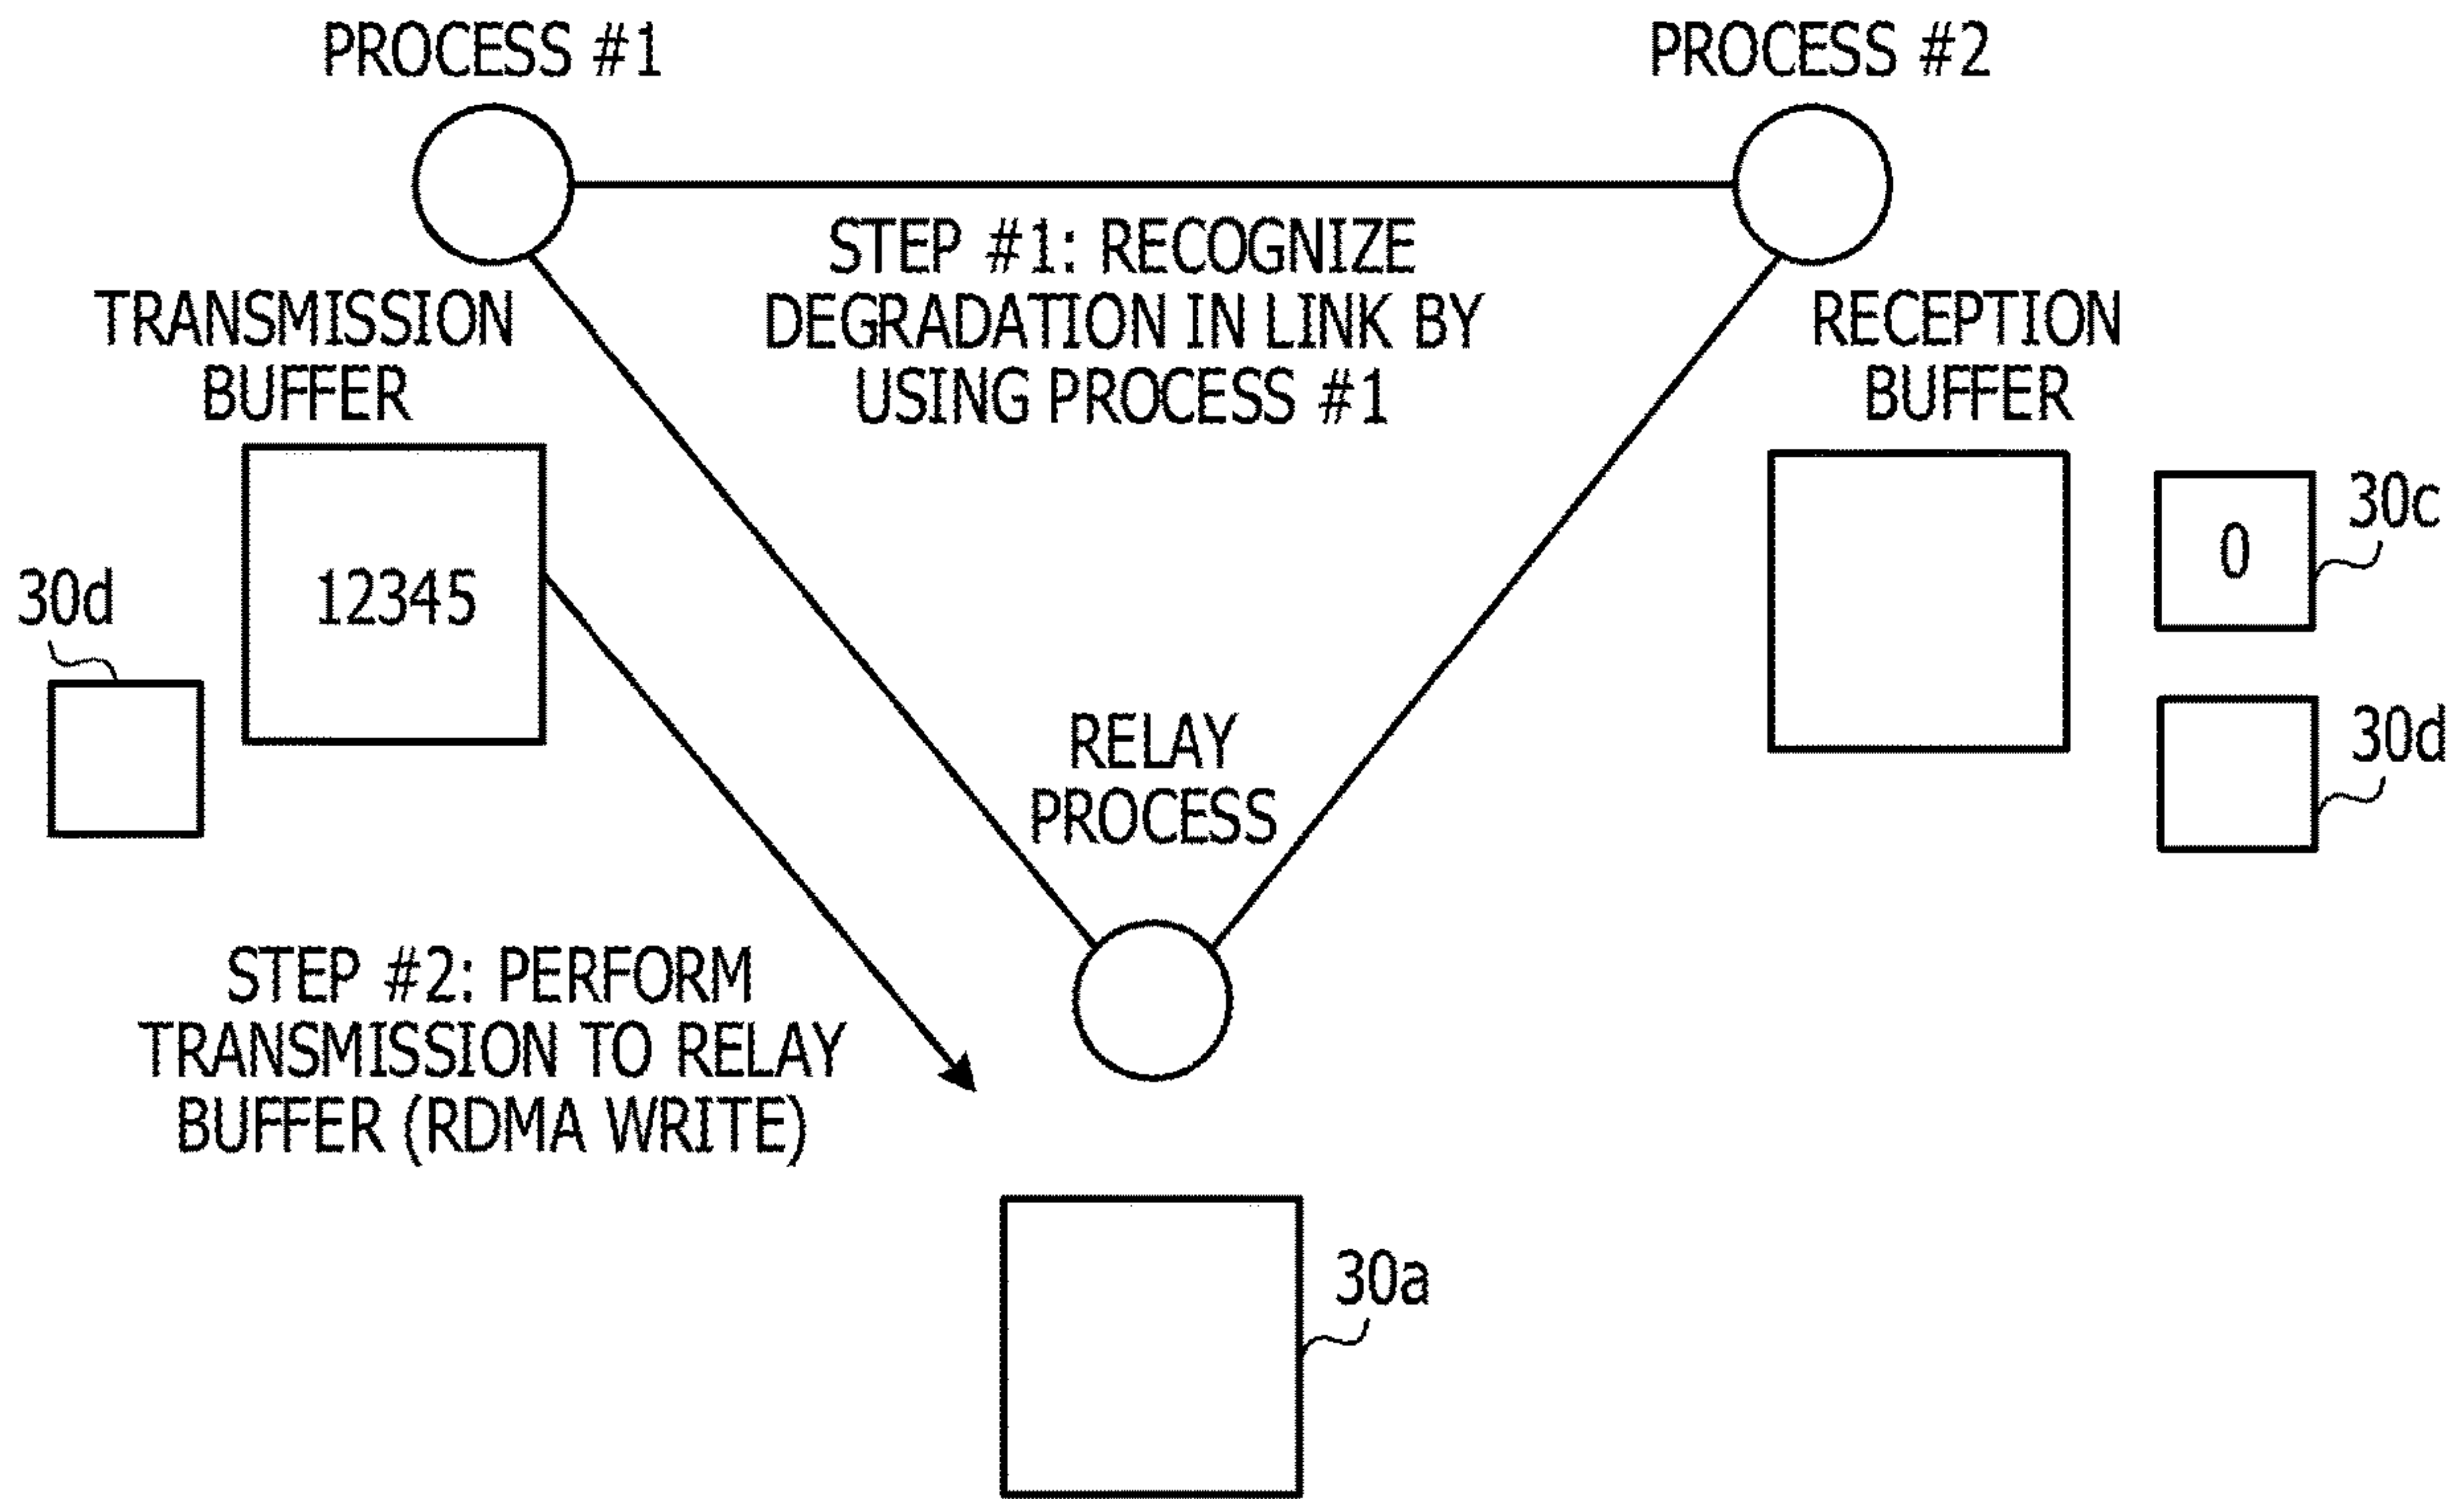 PROCESS #1
PROCESS #2
STEP #1: RECOGNIZE
DEGRADATION IN LINK BY
USING PROCESS #1
TRANSMISSION
BUFFER
RECEPTION
BUFFER
12345
30d
0
30c
30d
RELAY
PROCESS
STEP #2: PERFORM
TRANSMISSION TO RELAY
BUFFER (RDMA WRITE)
30a